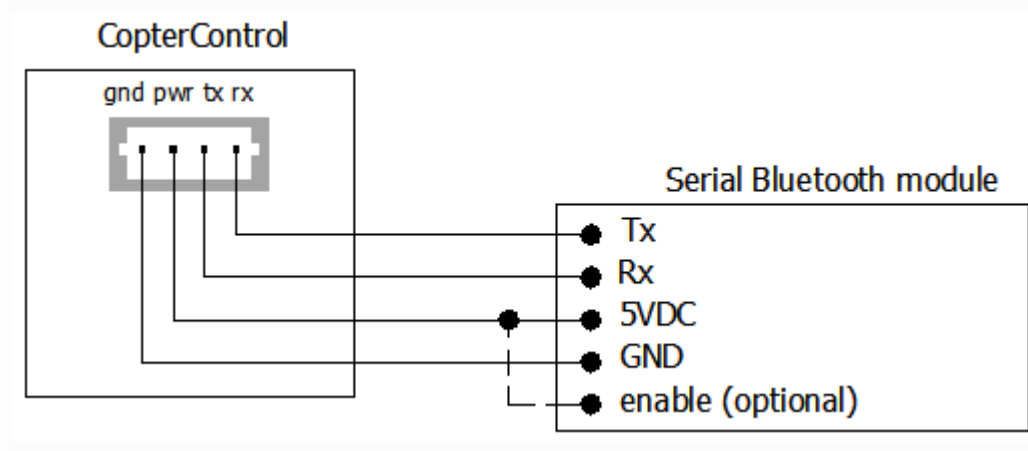 CopterControl
gnd pwr tx rx
Serial Bluetooth module
Tx
Rx
5VDC
GND
enable (optional)